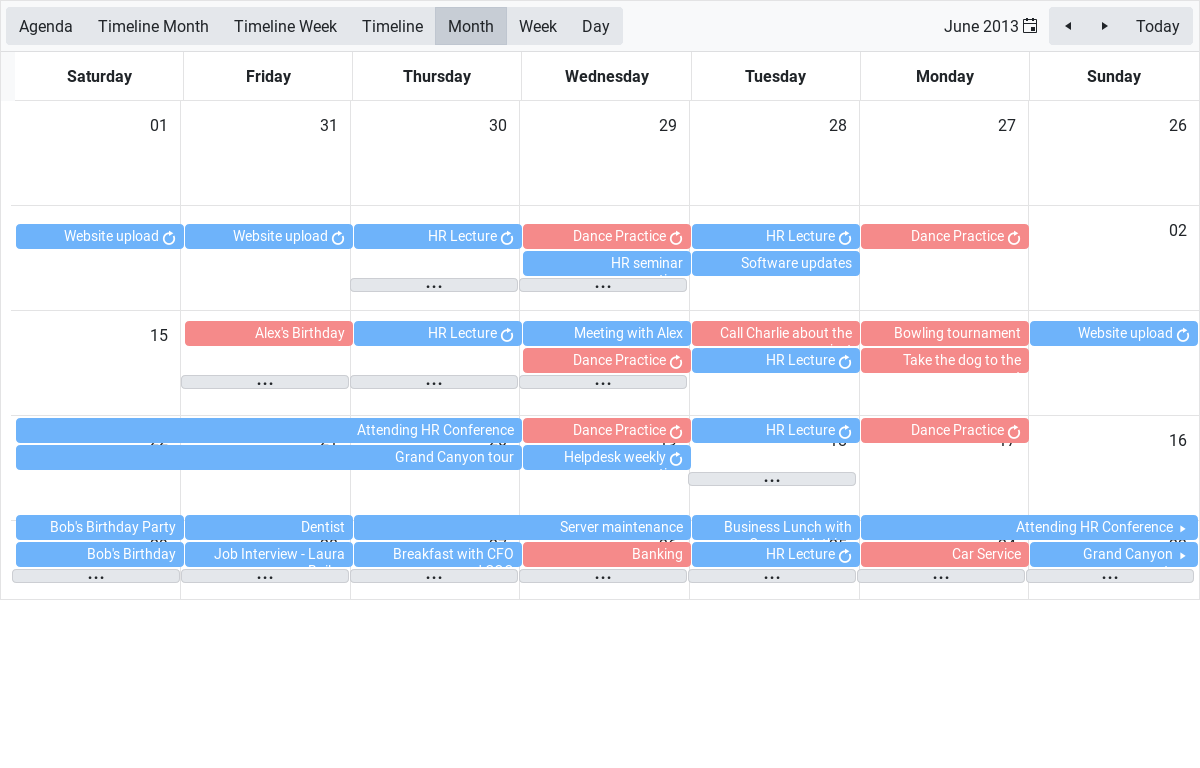 Agenda Timeline Month Timeline Week Timeline Month Week Day June 2013 Today
Saturday Friday Thursday Wednesday Tuesday Monday Sunday
01 31 30 29 28 27 26
02
Website upload Website upload HR Lecture Dance Practice HR Lecture Dance Practice
HR seminar Software updates
... ...
15
Alex's Birthday HR Lecture Meeting with Alex Call Charlie about the Bowling tournament Website upload
Dance Practice HR Lecture Take the dog to the
... ... ...
Attending HR Conference Dance Practice HR Lecture Dance Practice
16
Grand Canyon tour Helpdesk weekly
...
Bob's Birthday Party Dentist Server maintenance Business Lunch with Attending HR Conference
Bob's Birthday Job Interview - Laura Breakfast with CFO Banking HR Lecture Car Service Grand Canyon
... ... ... ... ... ... ...